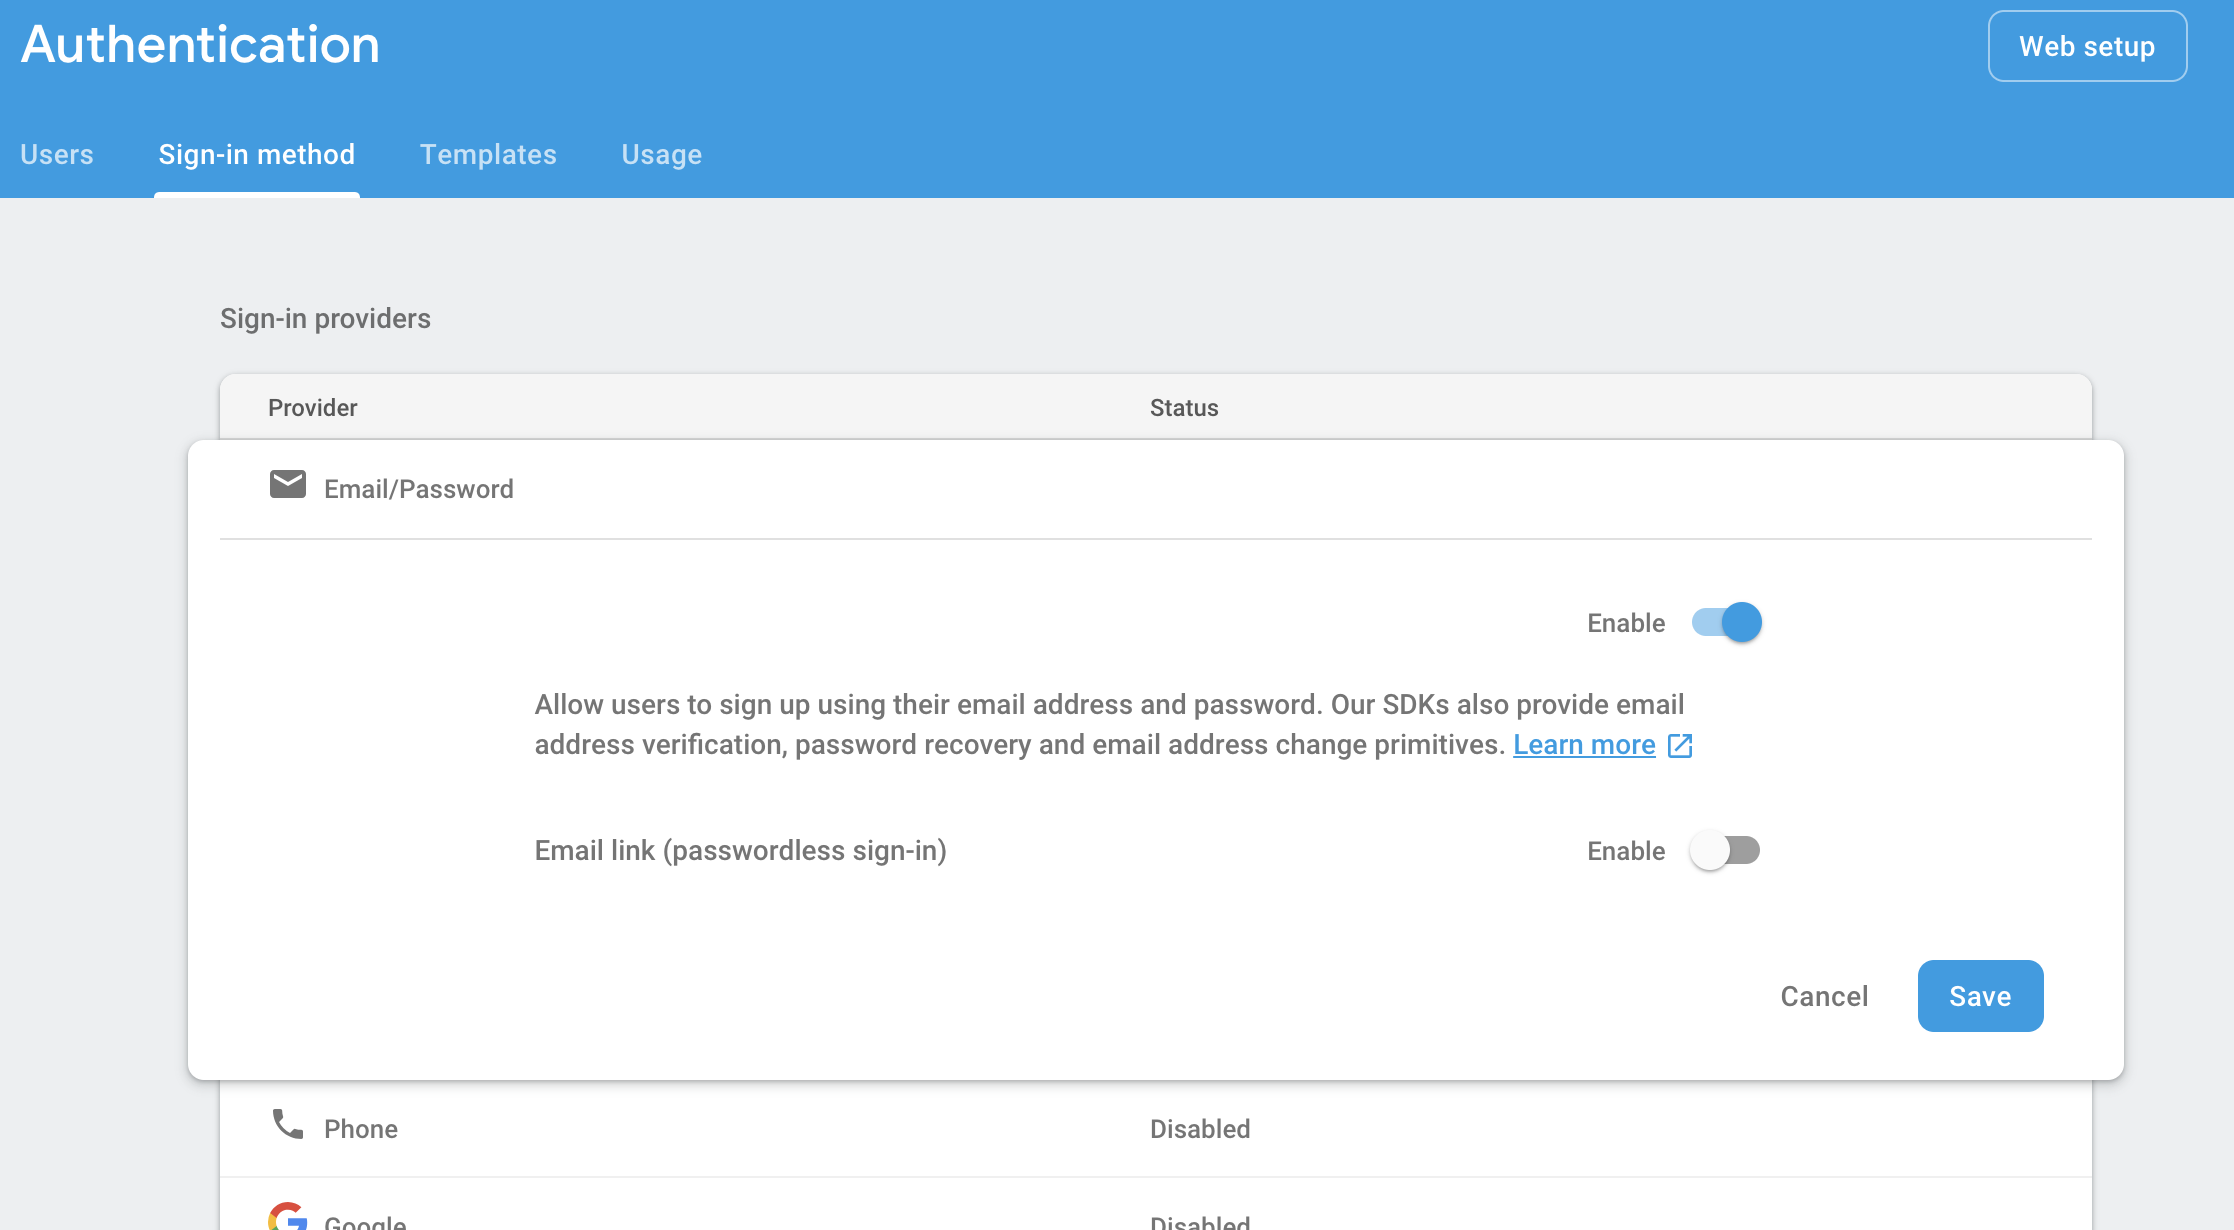 Authentication
Web setup
Users
Sign-in method
Templates
Usage
Sign-in providers
Provider
Status
Email/Password
Enable
Allow users to sign up using their email address and password. Our SDKs also provide email
address verification, password recovery and email address change primitives. Learn more
Email link (passwordless sign-in)
Enable
Cancel
Save
Phone
Disabled
Google
Disabled